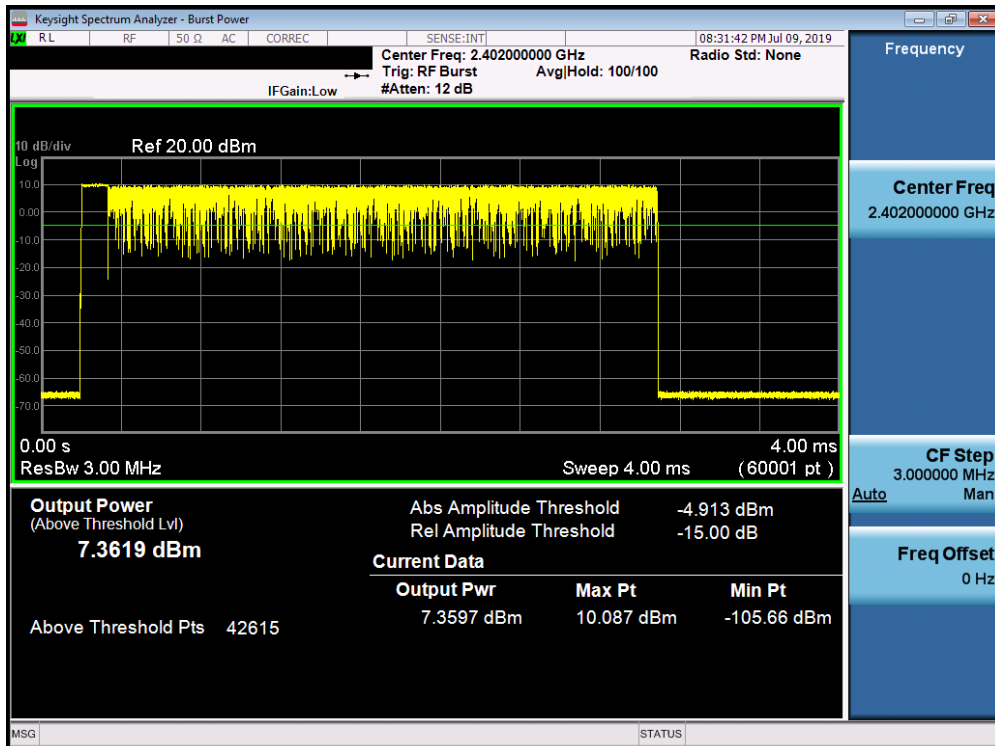 Keysight Spectrum Analyzer - Burst Power
LXI RL RF 50 Ω AC CORREC SENSE:INT 08:31:42 PM Jul 09, 2019
Center Freq: 2.402000000 GHz Radio Std: None
Trig: RF Burst Avg|Hold: 100/100
IFGain:Low #Atten: 12 dB
10 dB/div Ref 20.00 dBm
Log
10.0
0.00
-10.0
-20.0
-30.0
-40.0
-50.0
-60.0
-70.0
0.00 s 4.00 ms
ResBw 3.00 MHz Sweep 4.00 ms (60001 pt )
Output Power
(Above Threshold Lvl)
7.3619 dBm
Above Threshold Pts 42615
Abs Amplitude Threshold -4.913 dBm
Rel Amplitude Threshold -15.00 dB
Current Data
Output Pwr Max Pt Min Pt
7.3597 dBm 10.087 dBm -105.66 dBm
Frequency
Center Freq
2.402000000 GHz
CF Step
3.000000 MHz
Auto Man
Freq Offset
0 Hz
MSG STATUS